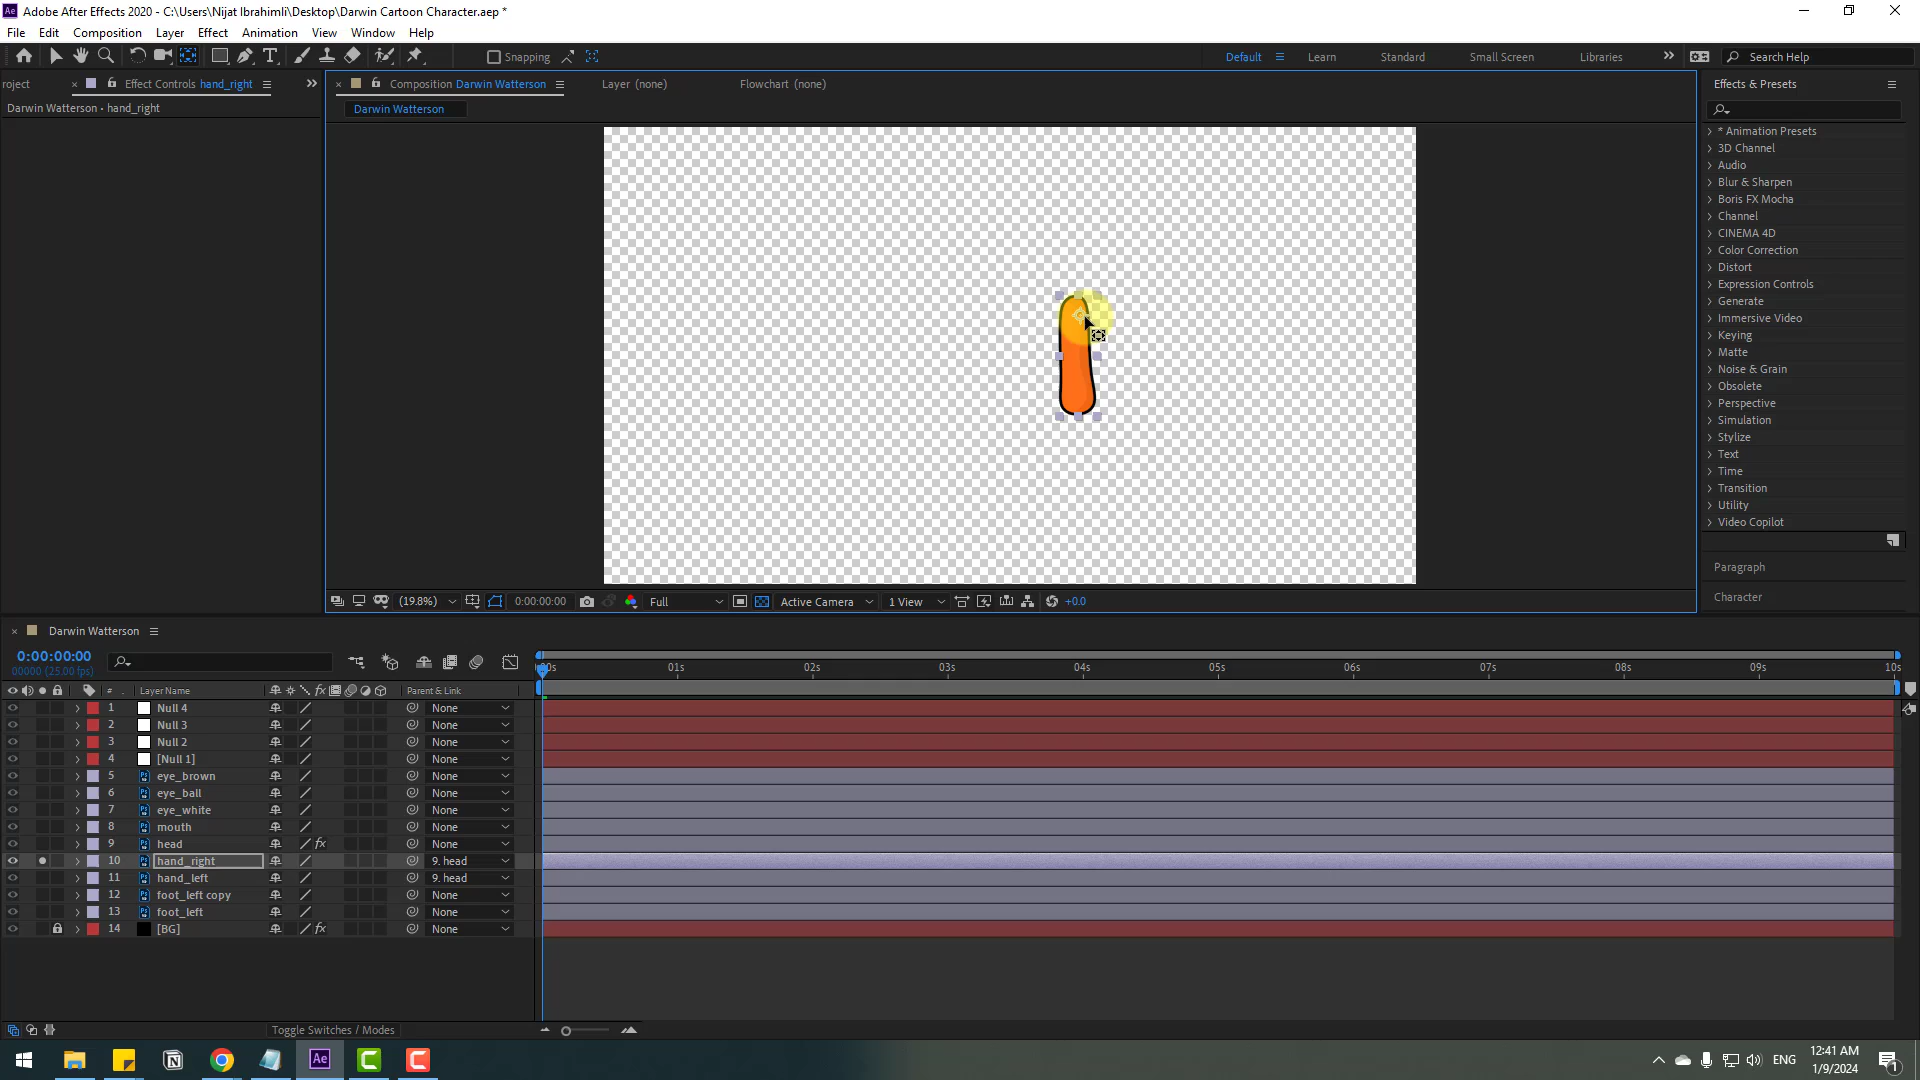 Adobe After Effects 2020 - C:\Users\Nijat Ibrahimli\Desktop\Darwin Cartoon Character.aep *
File Edit Composition Layer Effect Animation View Window Help
Snapping
Default Learn Standard Small Screen Libraries Search Help
roject Effect Controls hand_right
Composition Darwin Watterson Layer (none) Flowchart (none)
Effects & Presets
Darwin Watterson • hand_right
Darwin Watterson
* Animation Presets
3D Channel
Audio
Blur & Sharpen
Boris FX Mocha
Channel
CINEMA 4D
Color Correction
Distort
Expression Controls
Generate
Immersive Video
Keying
Matte
Noise & Grain
Obsolete
Perspective
Simulation
Stylize
Text
Time
Transition
Utility
Video Copilot
Paragraph
Character
(19.8%) 0:00:00:00 Full Active Camera 1 View +0.0
Darwin Watterson
0:00:00:00
00000 (25.00 fps)
00s 01s 02s 03s 04s 05s 06s 07s 08s 09s 10s
# . Layer Name fx Parent & Link
1 Null 4 None
2 Null 3 None
3 Null 2 None
4 [Null 1] None
5 eye_brown None
6 eye_ball None
7 eye_white None
8 mouth None
9 head fx None
10 hand_right 9. head
11 hand_left 9. head
12 foot_left copy None
13 foot_left None
14 [BG] fx None
Toggle Switches / Modes
Ae
ENG
12:41 AM
1/9/2024
1